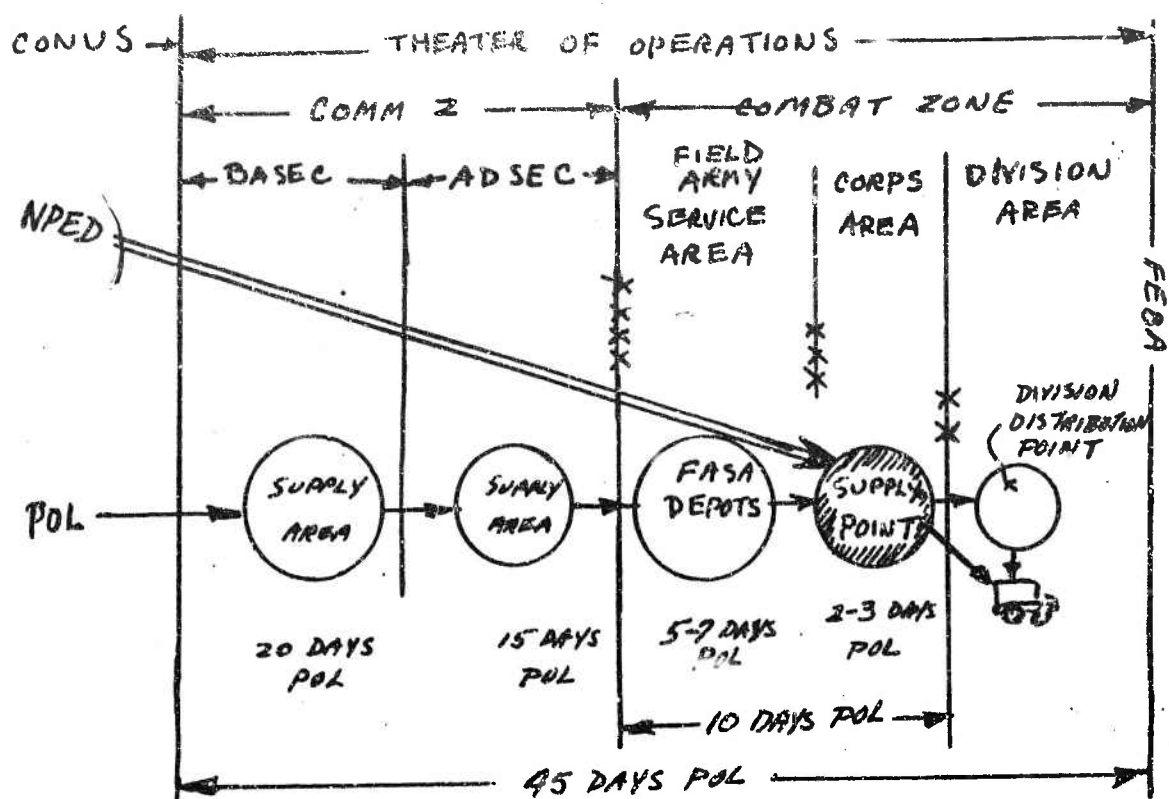 CONUS
THEATER OF OPERATIONS
COMM Z
COMBAT ZONE
BASEC
ADSEC
FIELD
ARMY
SERVICE
AREA
CORPS
AREA
DIVISION
AREA
NPED
FEBA
DIVISION
DISTRIBUTION
POINT
POL
SUPPLY
AREA
SUPPLY
AREA
FASA
DEPOTS
SUPPLY
POINT
20 DAYS
POL
15 DAYS
POL
5-7 DAYS
POL
2-3 DAYS
POL
10 DAYS POL
45 DAYS POL